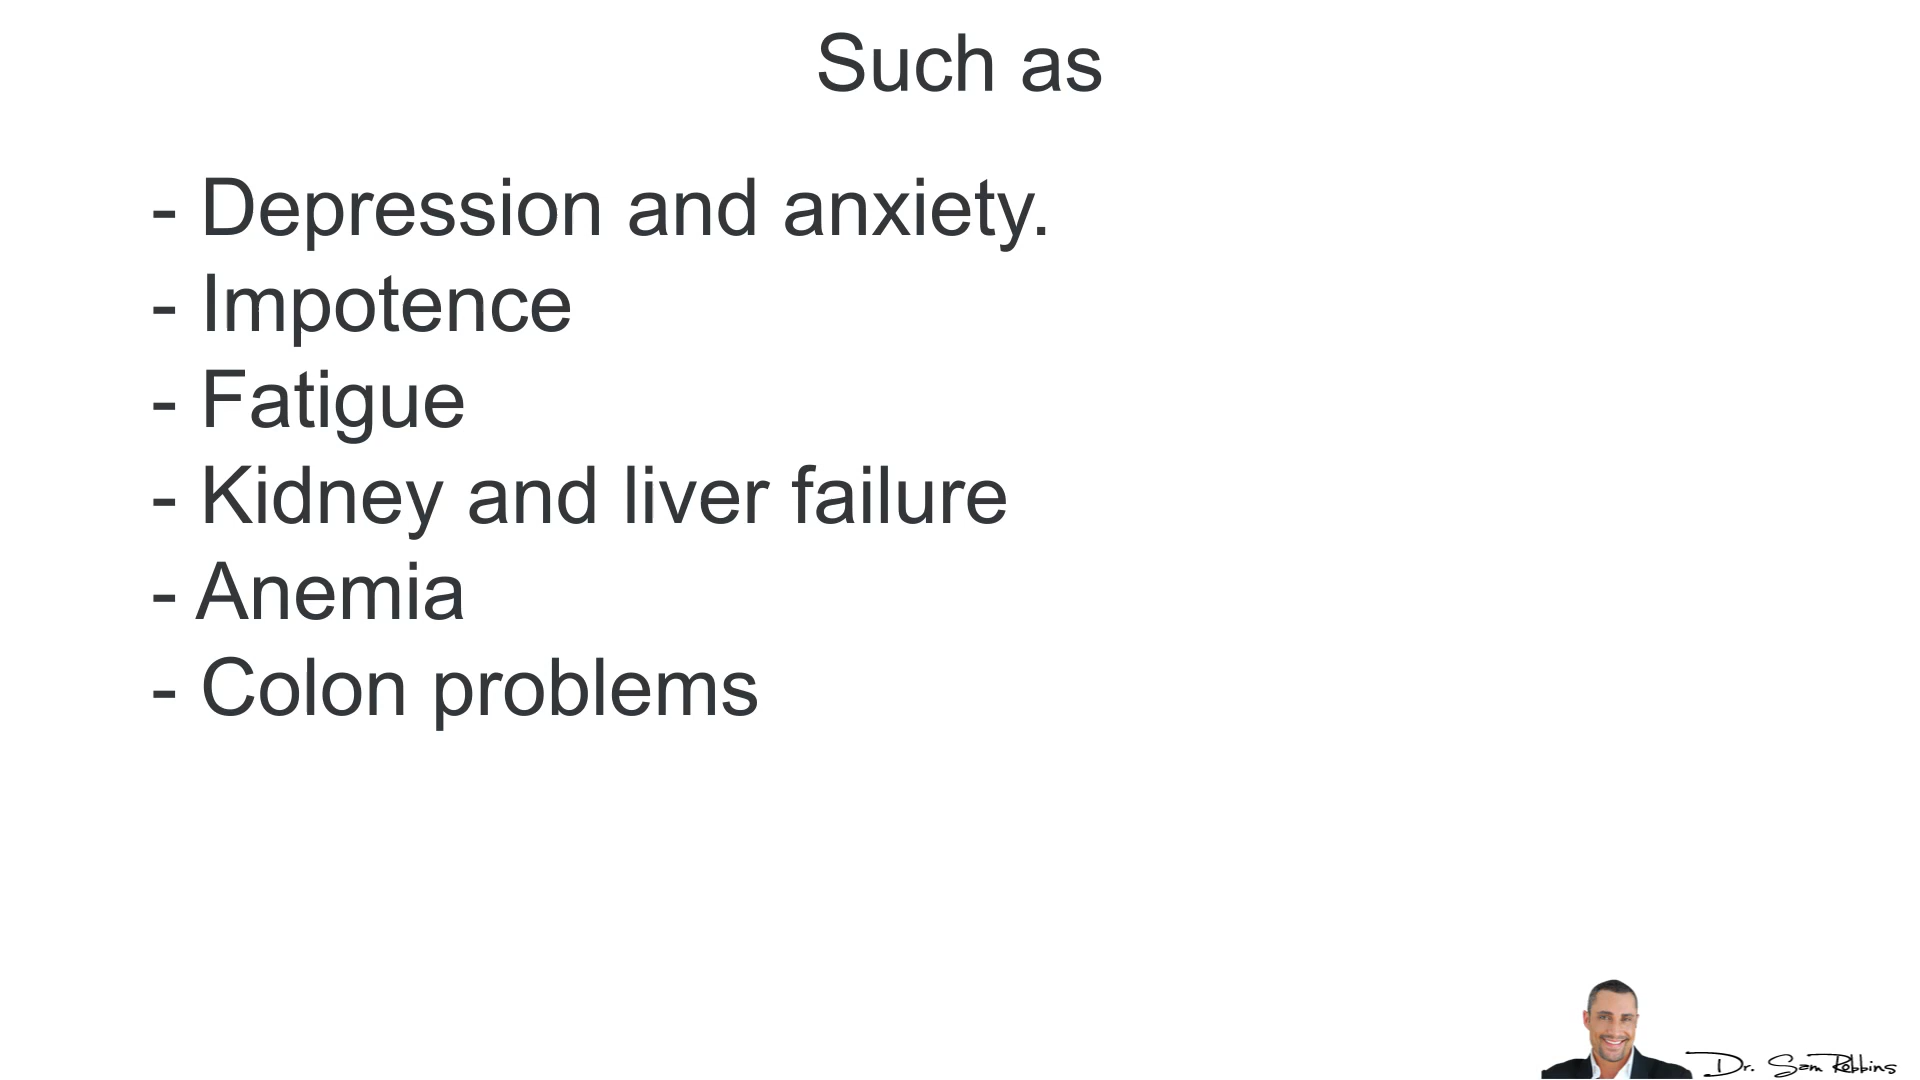 Such as
- Depression and anxiety.
- Impotence
- Fatigue
- Kidney and liver failure
- Anemia
- Colon problems
Dr. Sam Robbins